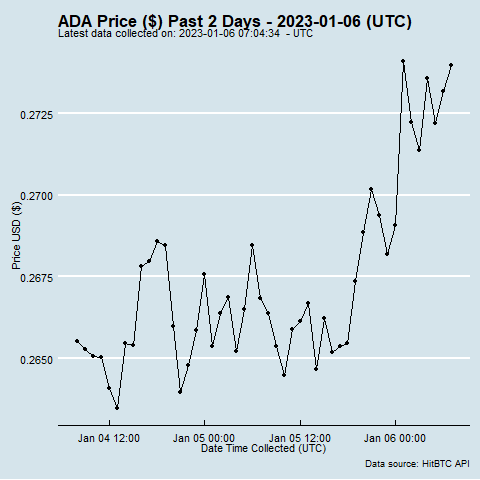 ADA Price ($) Past 2 Days - 2023-01-06 (UTC)
Latest data collected on: 2023-01-06 07:04:34 - UTC
Price USD ($)
0.2725
0.2700
0.2675
0.2650
Jan 04 12:00
Jan 05 00:00
Jan 05 12:00
Jan 06 00:00
Date Time Collected (UTC)
Data source: HitBTC API